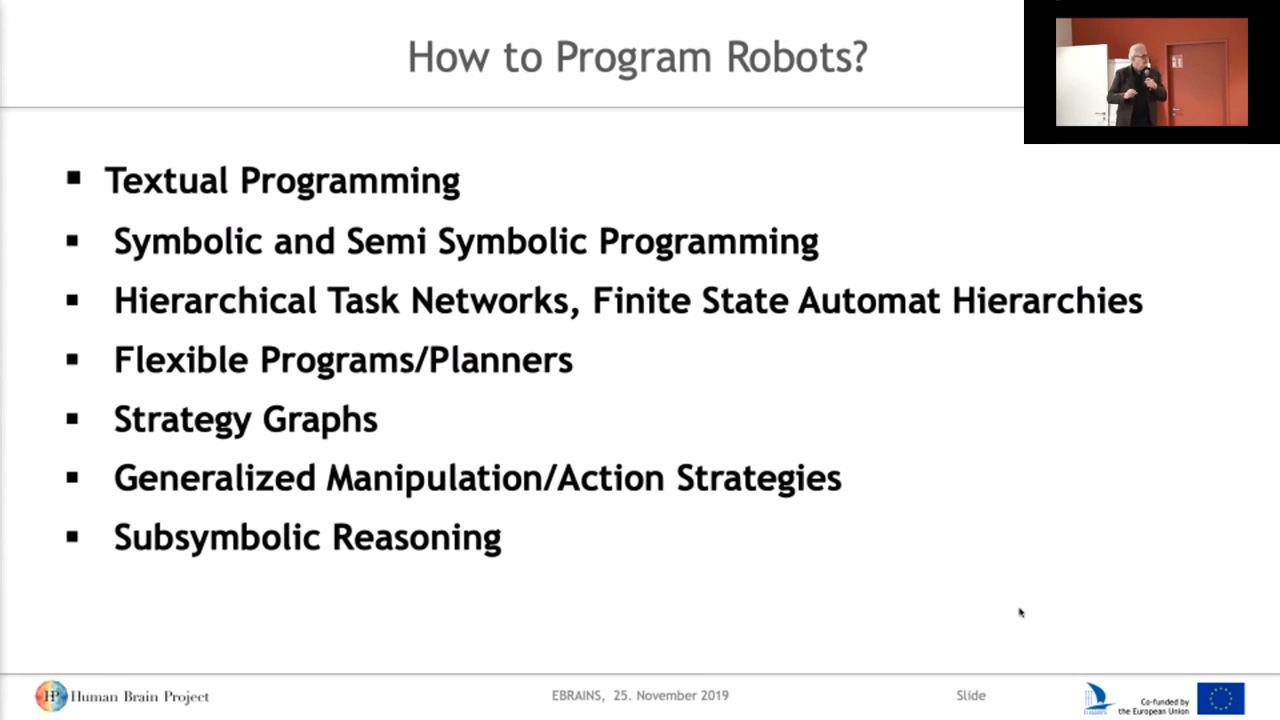 How to Program Robots?
Textual Programming
Symbolic and Semi Symbolic Programming
Hierarchical Task Networks, Finite State Automat Hierarchies
Flexible Programs/Planners
Strategy Graphs
Generalized Manipulation/Action Strategies
Subsymbolic Reasoning
HP Human Brain Project
EBRAINS, 25. November 2019
Slide
Co-funded by
the European Union